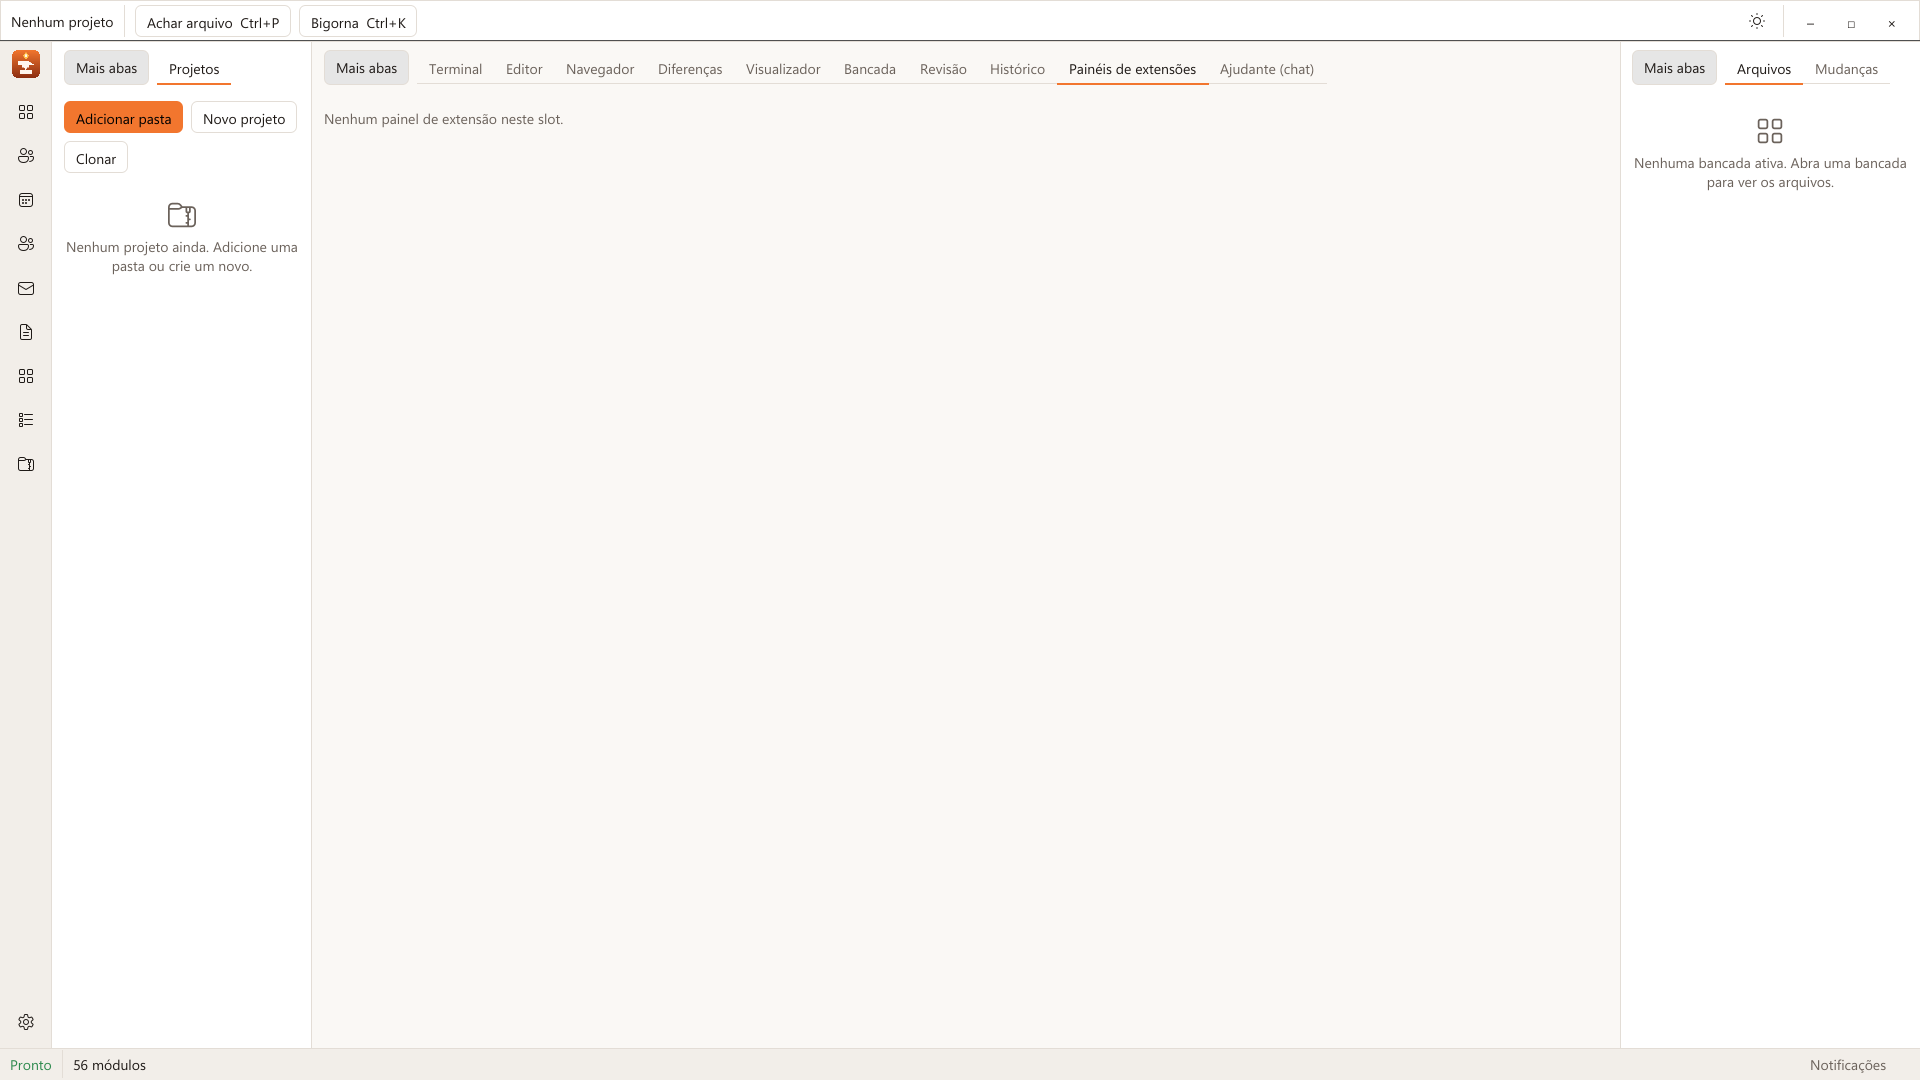 Nenhum projeto
Achar arquivo Ctrl+P
Bigorna Ctrl+K
Mais abas
Projetos
Adicionar pasta
Novo projeto
Clonar
Nenhum projeto ainda. Adicione uma
pasta ou crie um novo.
Mais abas
Terminal
Editor
Navegador
Diferenças
Visualizador
Bancada
Revisão
Histórico
Painéis de extensões
Ajudante (chat)
Nenhum painel de extensão neste slot.
Mais abas
Arquivos
Mudanças
Nenhuma bancada ativa. Abra uma bancada
para ver os arquivos.
Pronto
56 módulos
Notificações